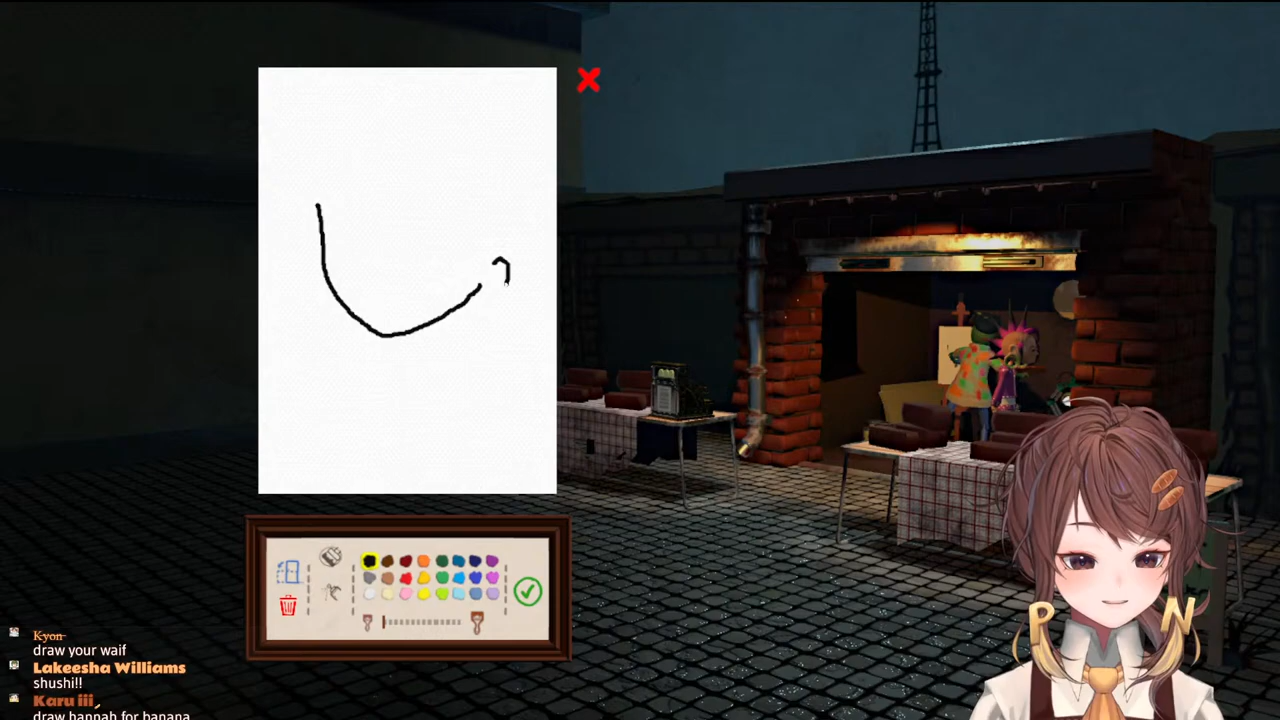 Kyon
draw your waif
Lakeesha Williams
shushi!!
Karu iii,
draw hannah for banana
P N